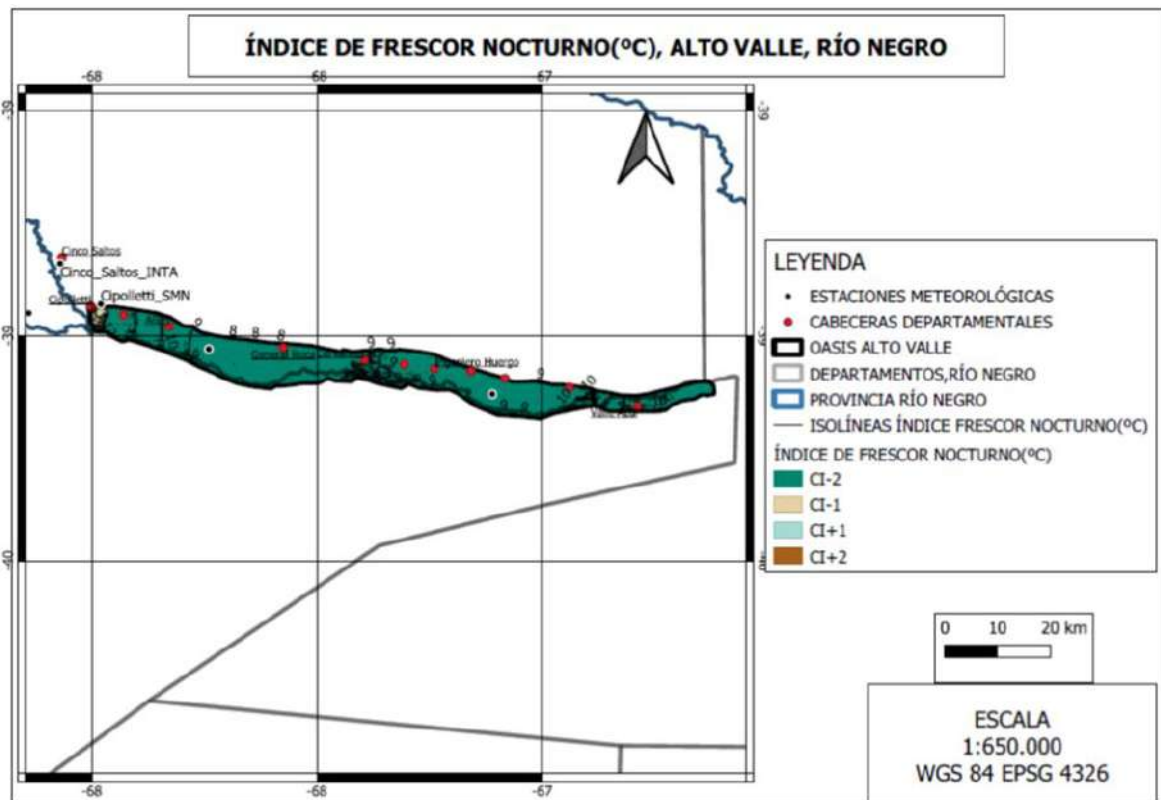 ÍNDICE DE FRESCOR NOCTURNO(ºC), ALTO VALLE, RÍO NEGRO
-68
-68
-67
-39
-39
Cinco Saltos
Cinco_Saltos_INTA
Cipolletti
Cipolletti_SMN
-39
8
8
8
9
9
General Roca
Ingeniero Huergo
9
10
-39
-40
-68
-68
-67
LEYENDA
ESTACIONES METEOROLÓGICAS
CABECERAS DEPARTAMENTALES
OASIS ALTO VALLE
DEPARTAMENTOS,RÍO NEGRO
PROVINCIA RÍO NEGRO
ISOLÍNEAS ÍNDICE FRESCOR NOCTURNO(ºC)
ÍNDICE DE FRESCOR NOCTURNO(ºC)
CI-2
CI-1
CI+1
CI+2
0 10 20 km
ESCALA
1:650.000
WGS 84 EPSG 4326